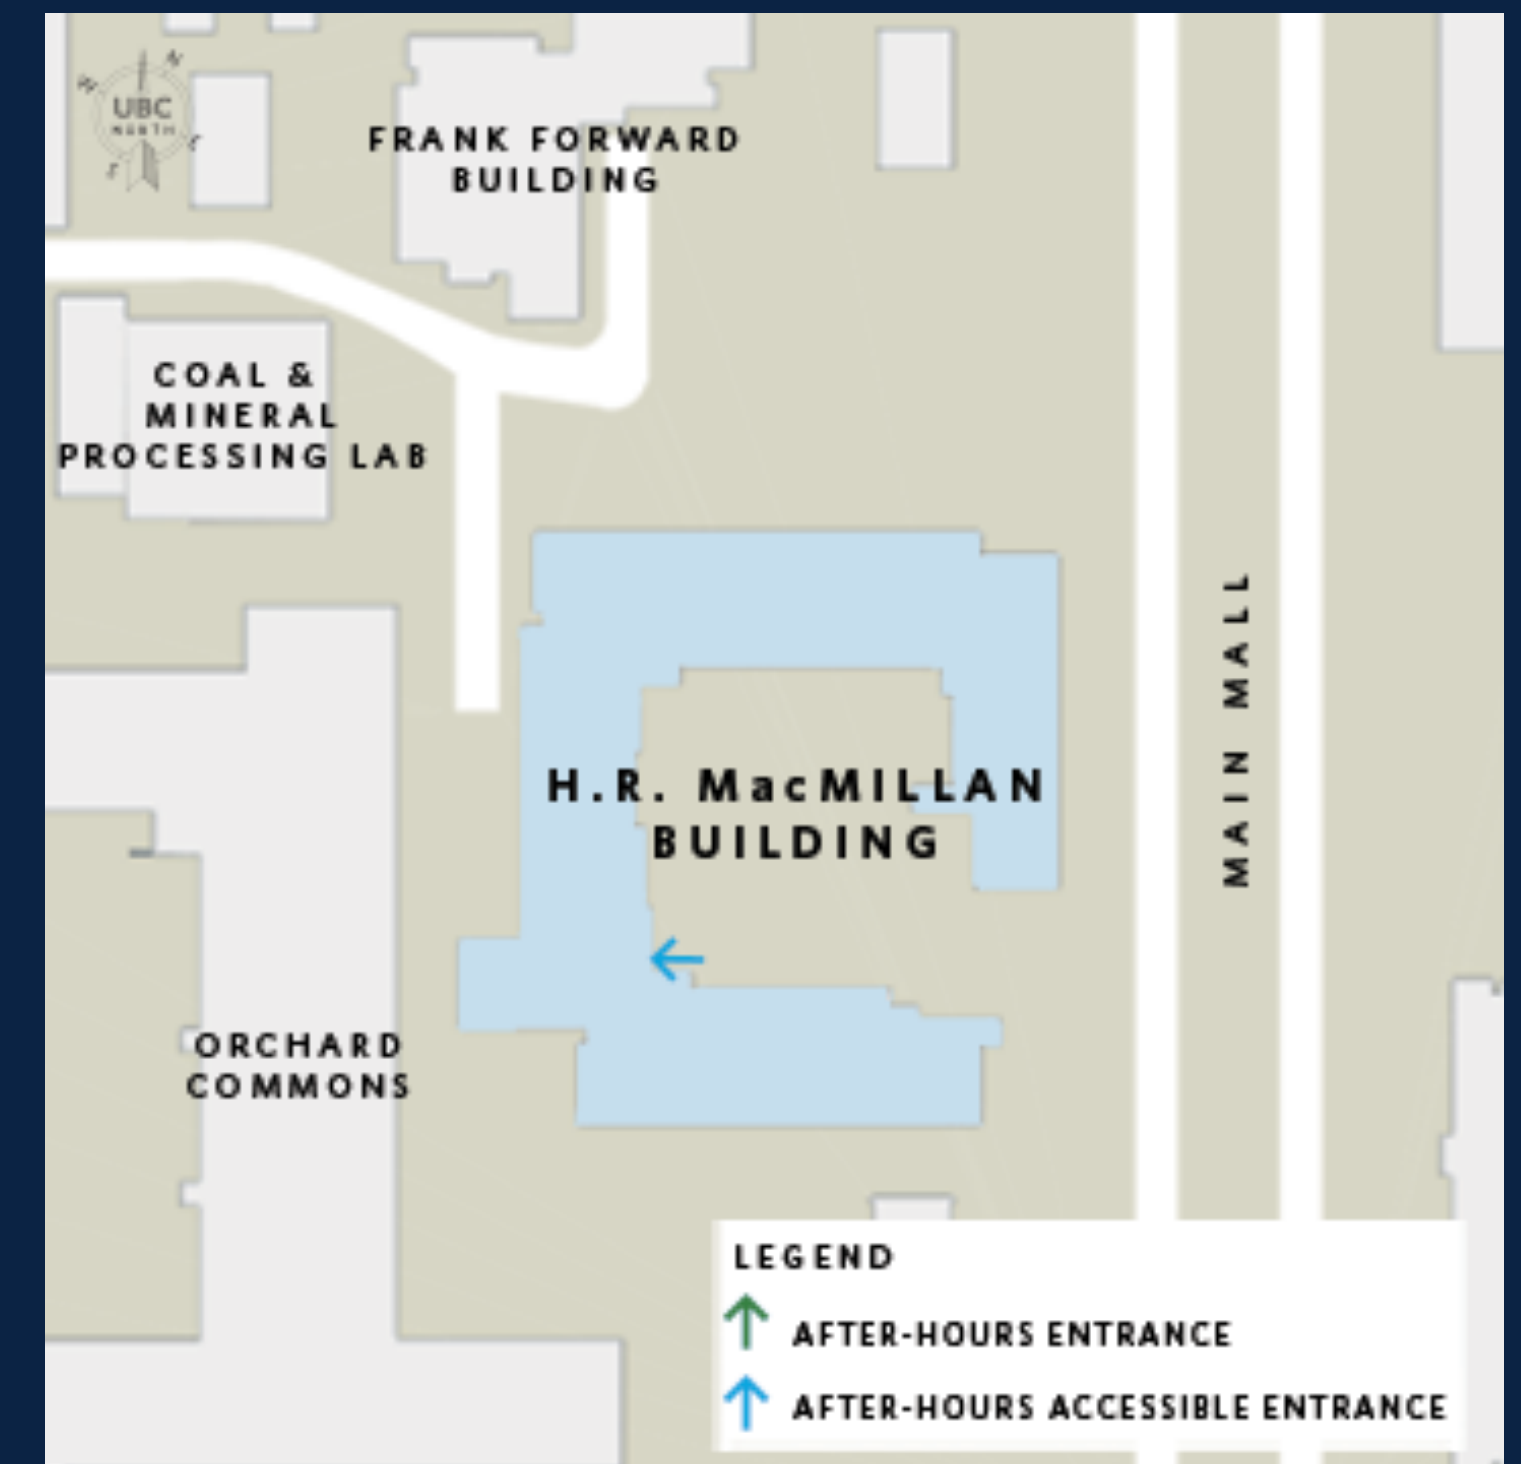 N
W
UBC
NORTH
FRANK FORWARD
BUILDING
COAL &
MINERAL
PROCESSING LAB
H.R. MacMILLAN
BUILDING
MAIN MALL
ORCHARD
COMMONS
LEGEND
AFTER-HOURS ENTRANCE
AFTER-HOURS ACCESSIBLE ENTRANCE